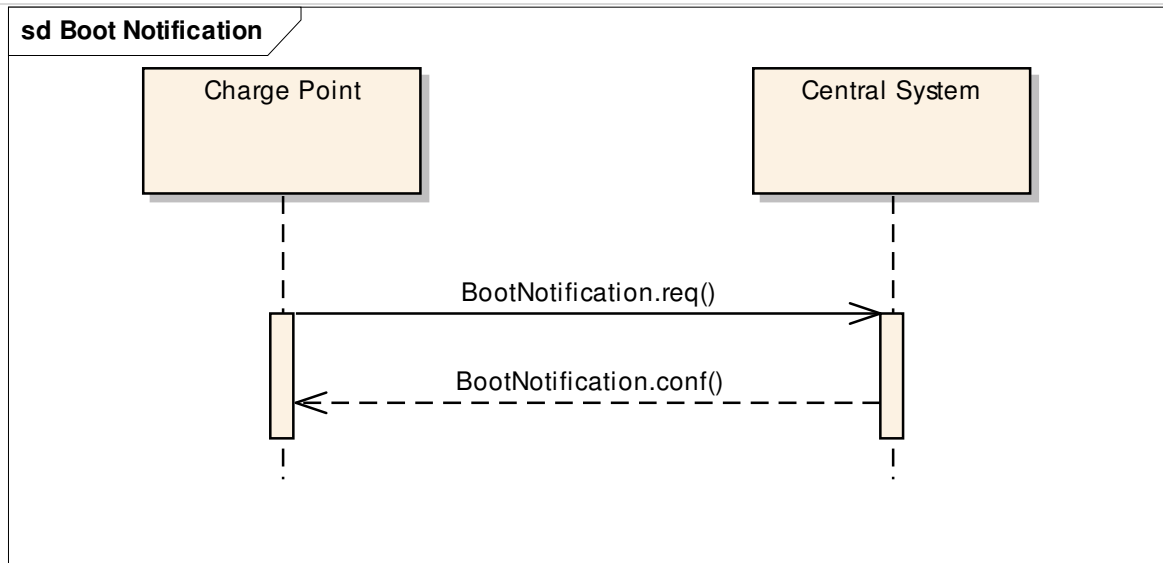 sd Boot Notification
Charge Point
Central System
BootNotification.req()
BootNotification.conf()